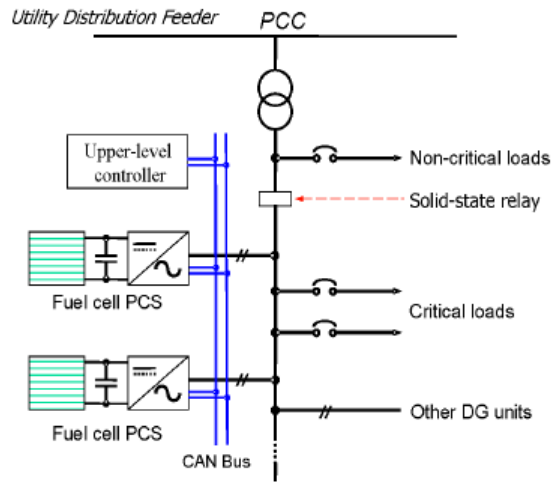 Utility Distribution Feeder
PCC
Upper-level
controller
Non-critical loads
Solid-state relay
Fuel cell PCS
Critical loads
Fuel cell PCS
Other DG units
CAN Bus